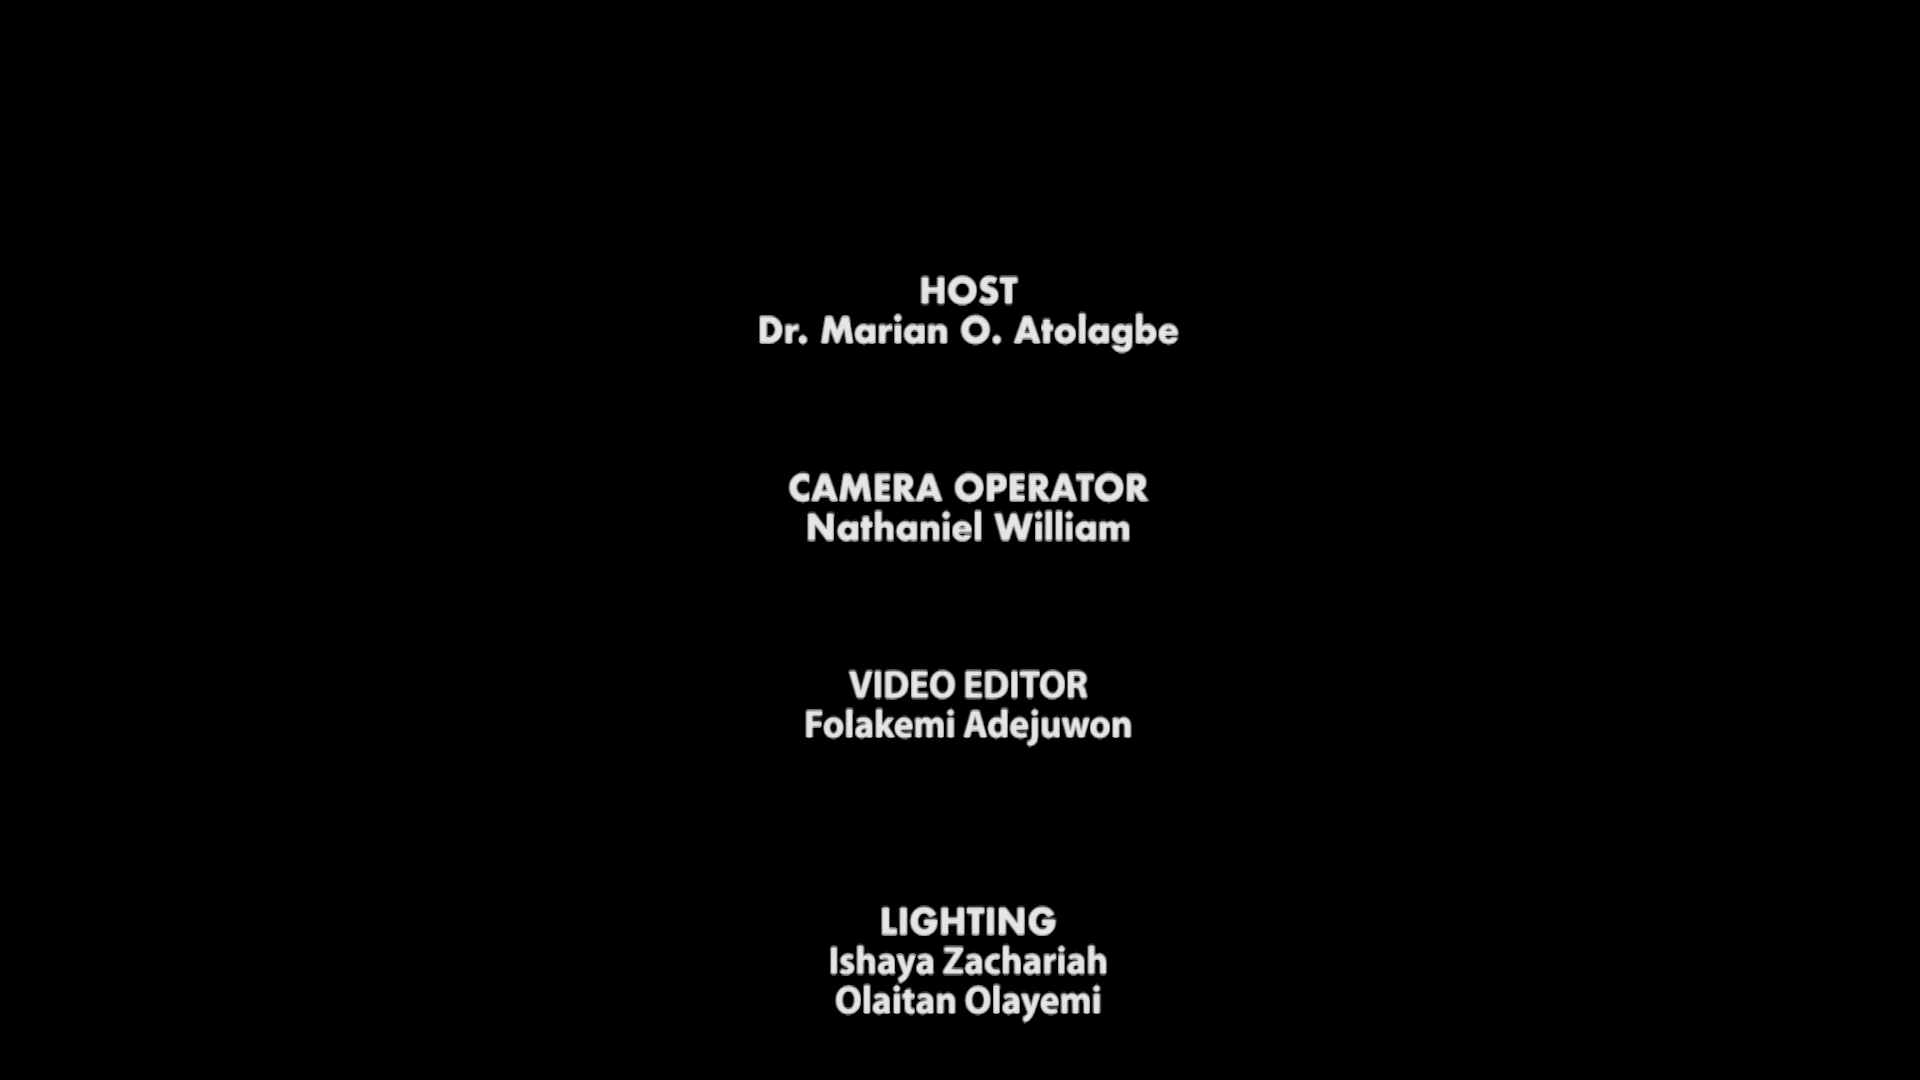 HOST
Dr. Marian O. Atolagbe
CAMERA OPERATOR
Nathaniel William
VIDEO EDITOR
Folakemi Adejuwon
LIGHTING
Ishaya Zachariah
Olaitan Olayemi